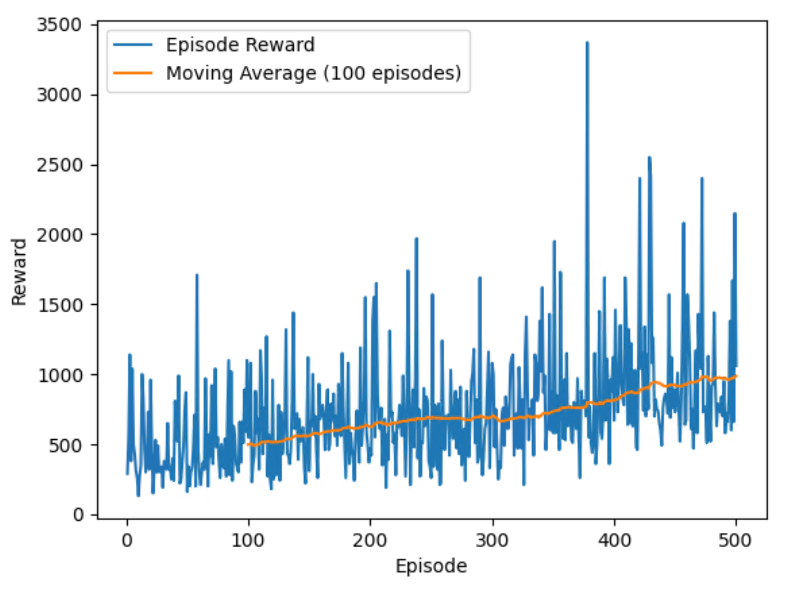 3500
3000
2500
2000
1500
1000
500
0
Reward
Episode Reward
Moving Average (100 episodes)
0 100 200 300 400 500
Episode